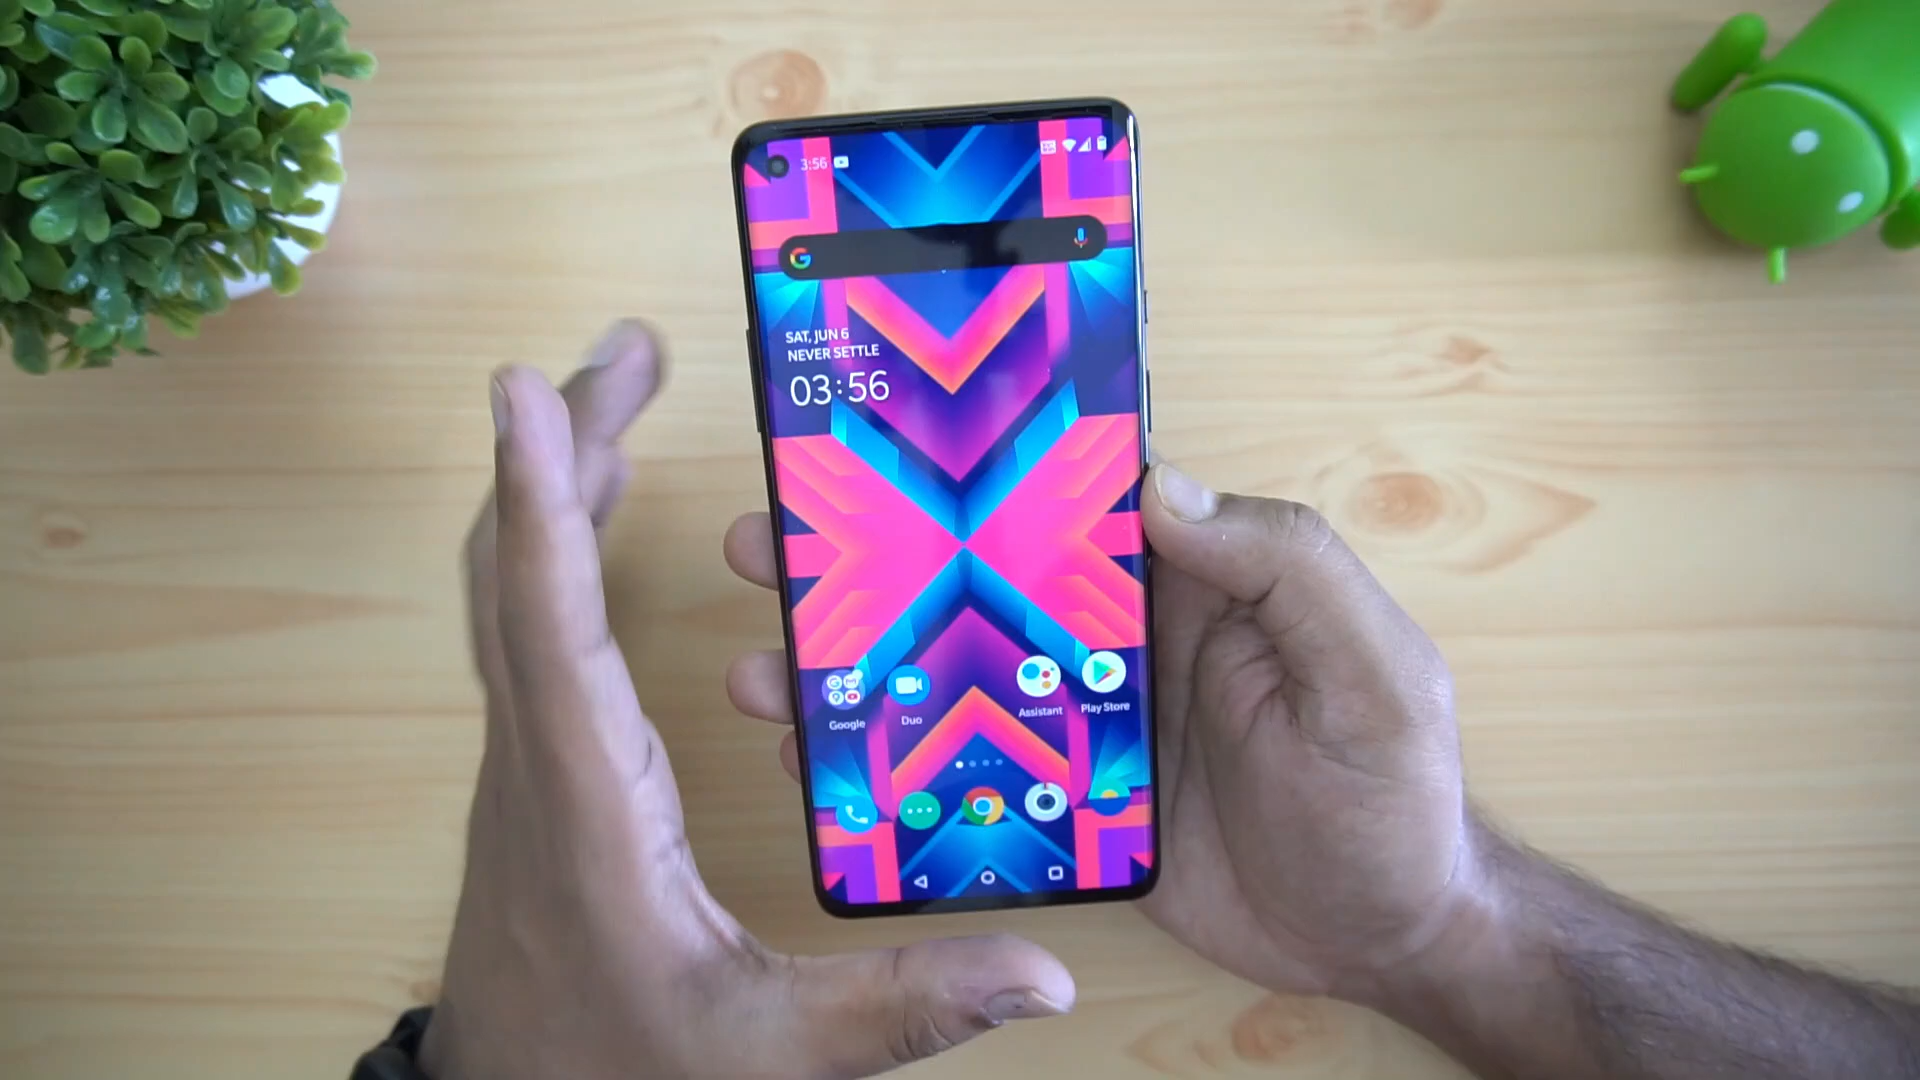 3:56
SAT, JUN 6
NEVER SETTLE
03:56
Google
Duo
Assistant
Play Store